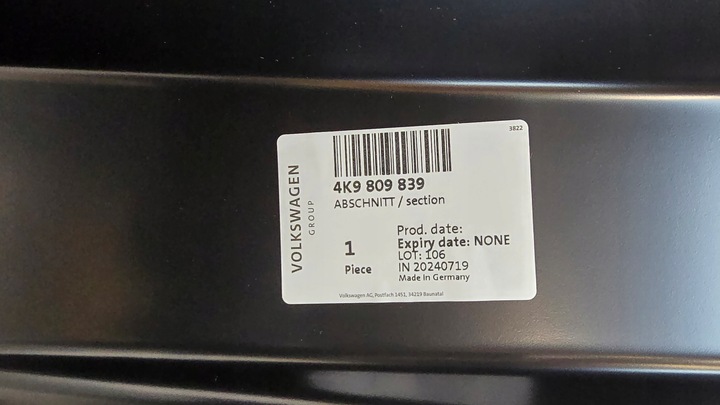 3822
VOLKSWAGEN
GROUP
4K9 809 839
ABSCHNITT / section
1
Piece
Prod. date:
Expiry date: NONE
LOT: 106
IN 20240719
Made In Germany
Volkswagen AG, Postfach 1451, 34219 Baunatal